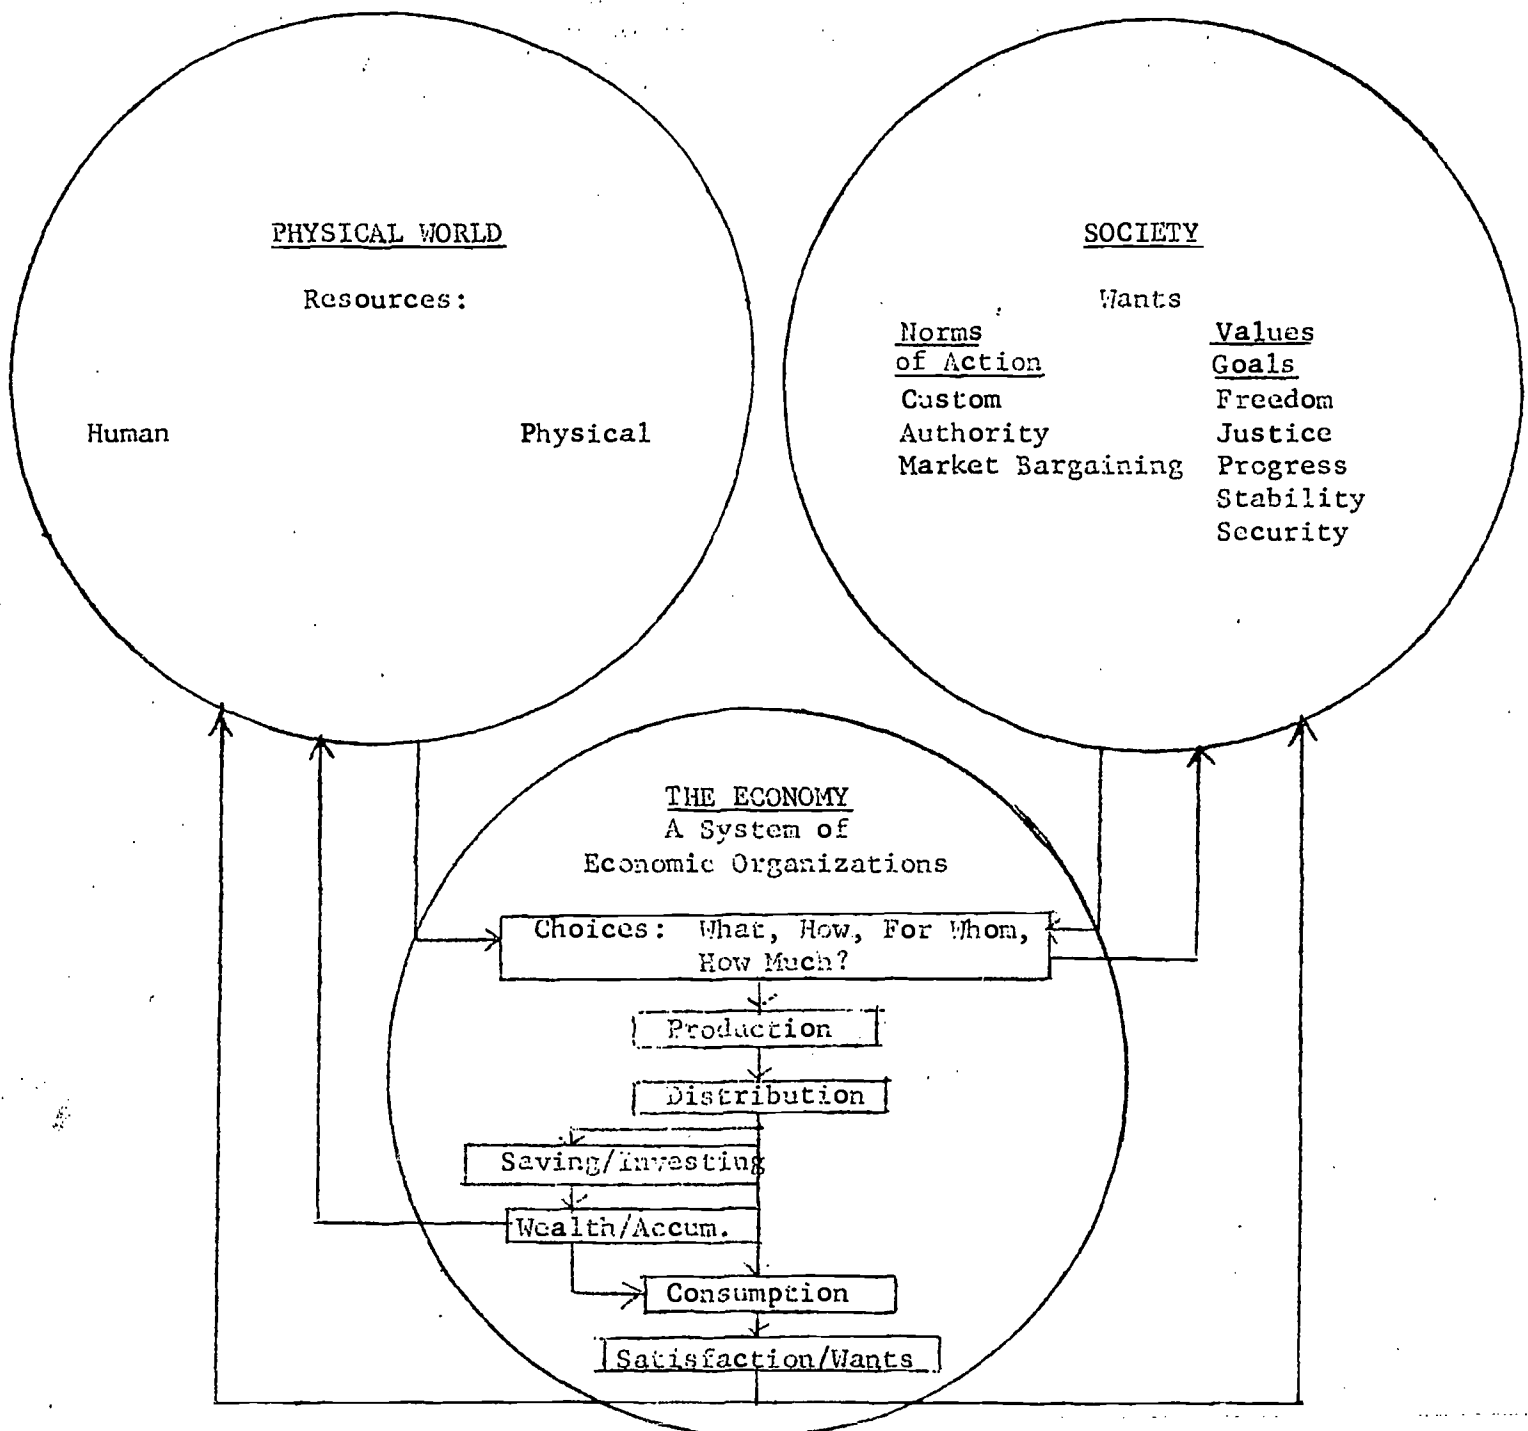 PHYSICAL WORLD
Resources:
Human
Physical
SOCIETY
Wants
Norms
of Action
Custom
Authority
Market Bargaining
Values
Goals
Freedom
Justice
Progress
Stability
Security
THE ECONOMY
A System of
Economic Organizations
Choices: What, How, For Whom,
How Much?
Production
Distribution
Saving/Investing
Wealth/Accum.
Consumption
Satisfaction/Wants